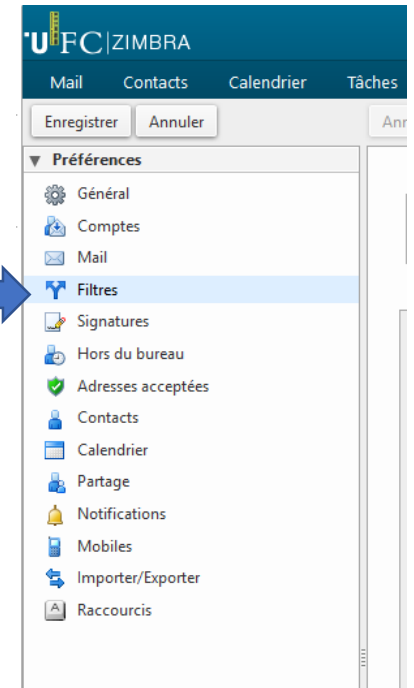 UFC|ZIMBRA
Mail Contacts Calendrier Tâches
Enregistrer Annuler
Préférences
Général
Comptes
Mail
Filtres
Signatures
Hors du bureau
Adresses acceptées
Contacts
Calendrier
Partage
Notifications
Mobiles
Importer/Exporter
A Raccourcis